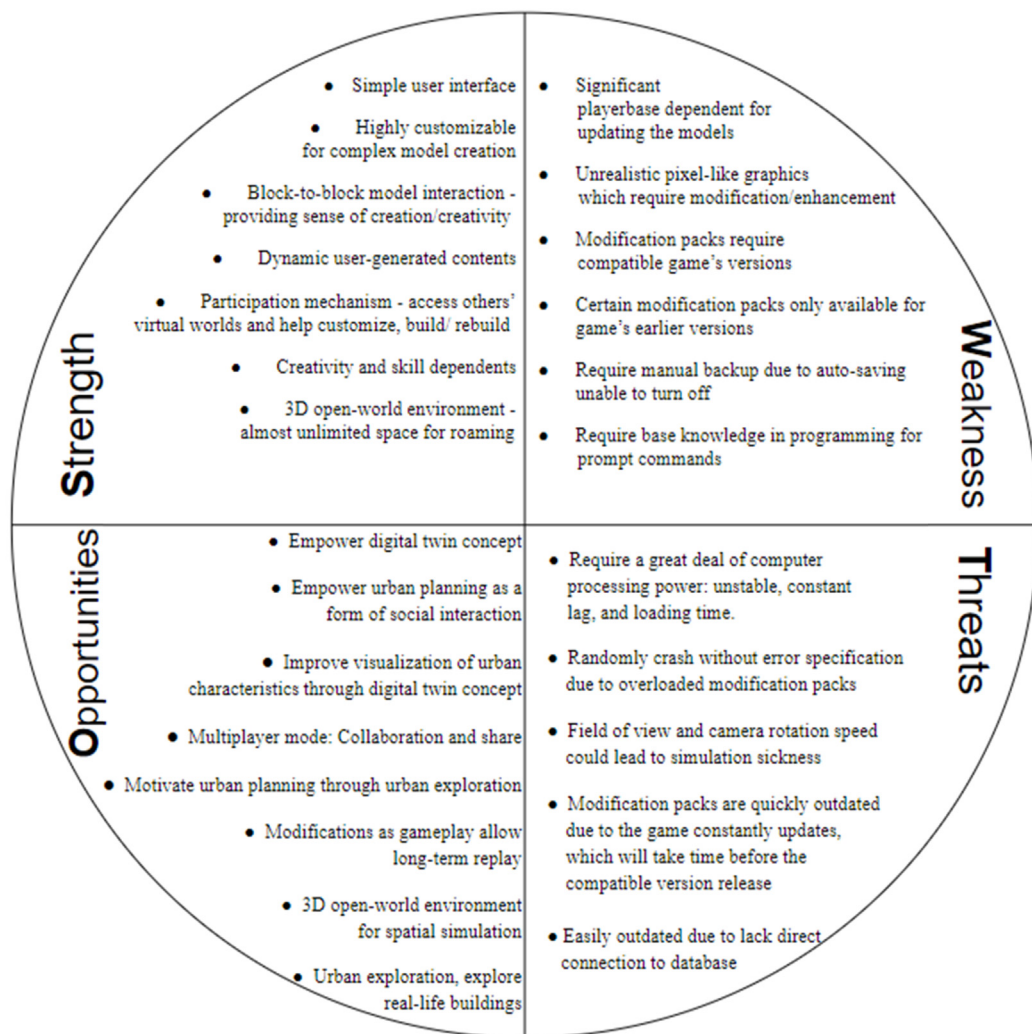 Strength
● Simple user interface
● Highly customizable
for complex model creation
● Block-to-block model interaction -
providing sense of creation/creativity
● Dynamic user-generated contents
● Participation mechanism - access others’
virtual worlds and help customize, build/ rebuild
● Creativity and skill dependents
● 3D open-world environment -
almost unlimited space for roaming
Weakness
● Significant
playerbase dependent for
updating the models
● Unrealistic pixel-like graphics
which require modification/enhancement
● Modification packs require
compatible game’s versions
● Certain modification packs only available for
game’s earlier versions
● Require manual backup due to auto-saving
unable to turn off
● Require base knowledge in programming for
prompt commands
Opportunities
● Empower digital twin concept
● Empower urban planning as a
form of social interaction
● Improve visualization of urban
characteristics through digital twin concept
● Multiplayer mode: Collaboration and share
● Motivate urban planning through urban exploration
● Modifications as gameplay allow
long-term replay
● 3D open-world environment
for spatial simulation
● Urban exploration, explore
real-life buildings
Threats
● Require a great deal of computer
processing power: unstable, constant
lag, and loading time.
● Randomly crash without error specification
due to overloaded modification packs
● Field of view and camera rotation speed
could lead to simulation sickness
● Modification packs are quickly outdated
due to the game constantly updates,
which will take time before the
compatible version release
● Easily outdated due to lack direct
connection to database